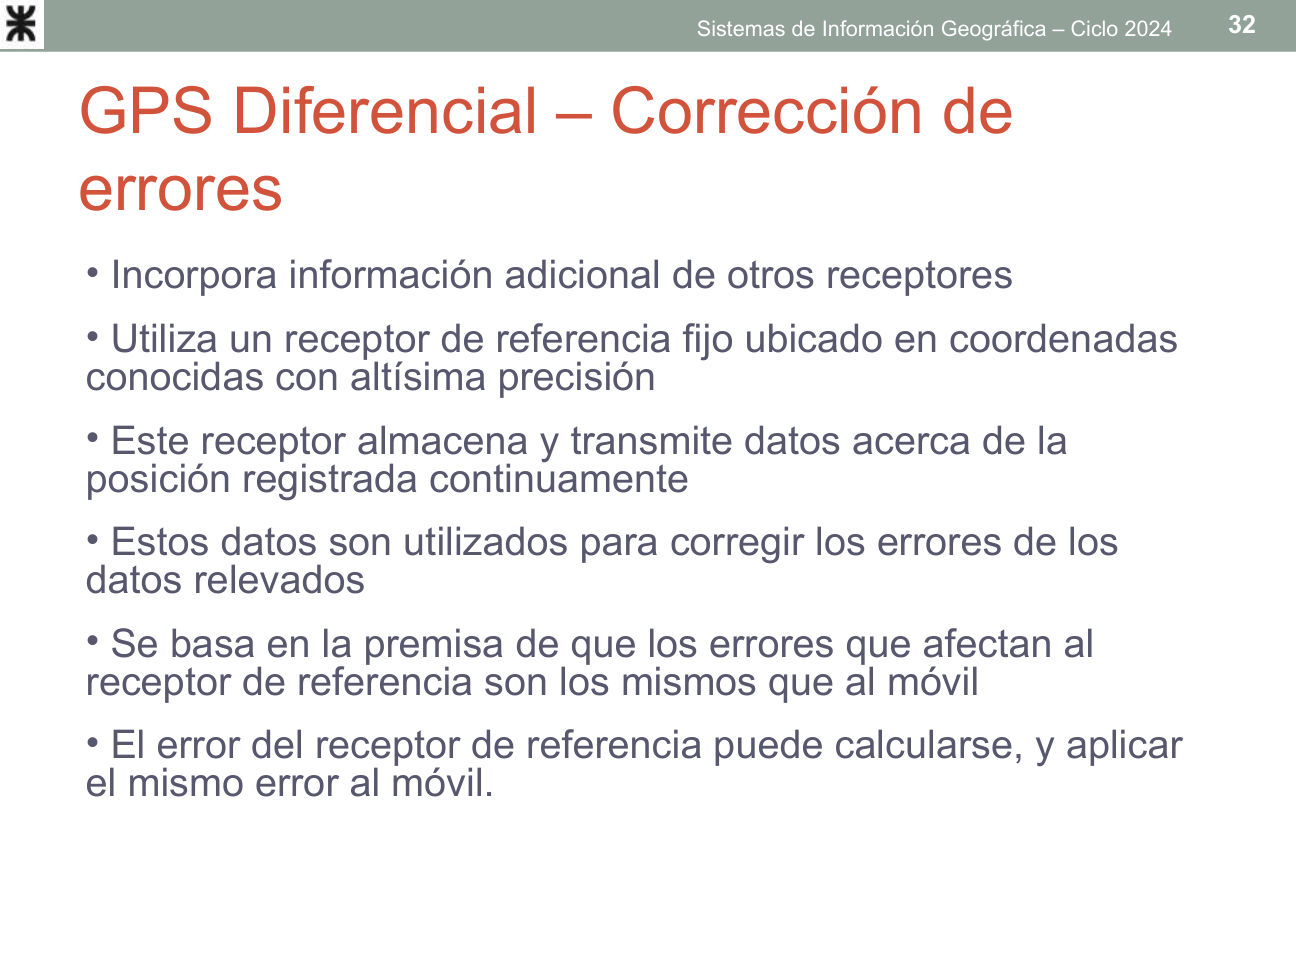 Sistemas de Información Geográfica – Ciclo 2024 32
GPS Diferencial – Corrección de
errores
• Incorpora información adicional de otros receptores
• Utiliza un receptor de referencia fijo ubicado en coordenadas
conocidas con altísima precisión
• Este receptor almacena y transmite datos acerca de la
posición registrada continuamente
• Estos datos son utilizados para corregir los errores de los
datos relevados
• Se basa en la premisa de que los errores que afectan al
receptor de referencia son los mismos que al móvil
• El error del receptor de referencia puede calcularse, y aplicar
el mismo error al móvil.